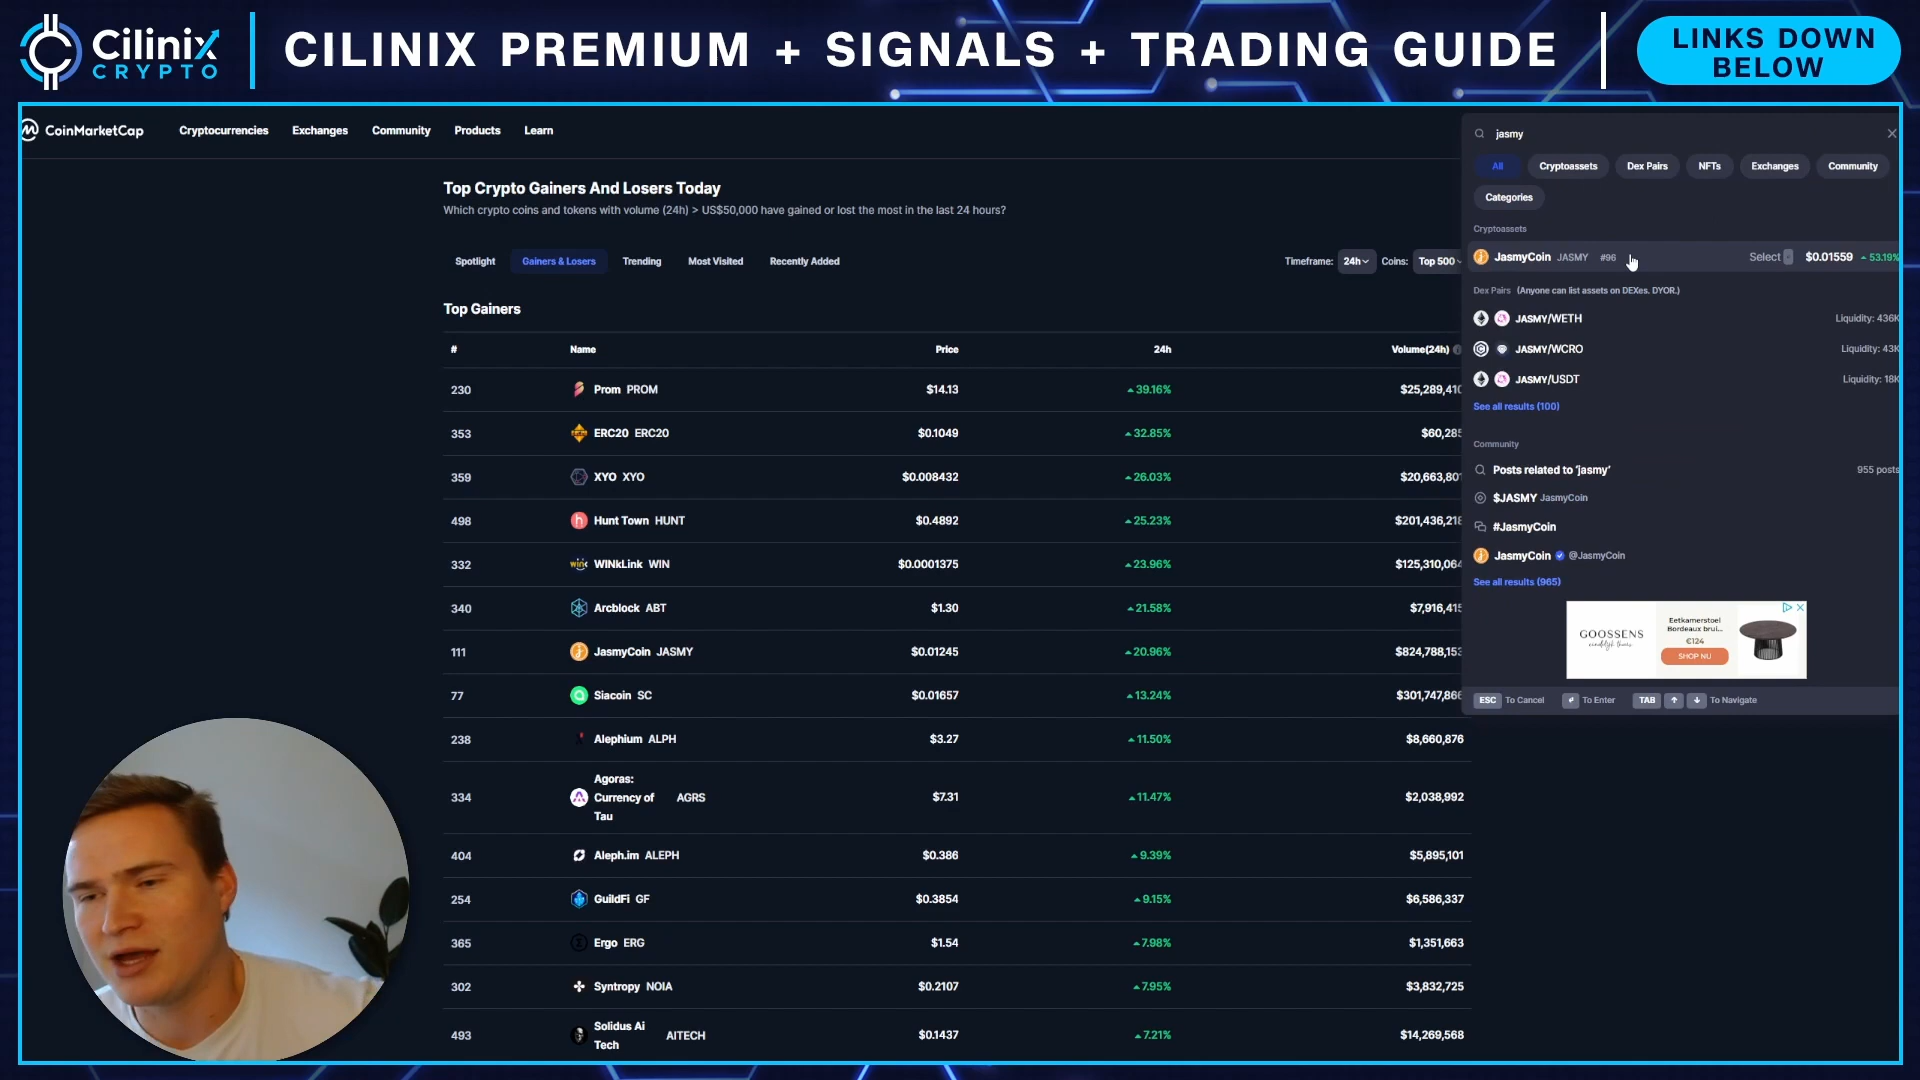 Cilinix
CRYPTO
CILINIX PREMIUM + SIGNALS + TRADING GUIDE
LINKS DOWN
BELOW
CoinMarketCap
Cryptocurrencies Exchanges Community Products Learn
Top Crypto Gainers And Losers Today
Which crypto coins and tokens with volume (24h) > US$50,000 have gained or lost the most in the last 24 hours?
Spotlight Gainers & Losers Trending Most Visited Recently Added
Timeframe: 24h Coins: Top 500
Top Gainers
# Name Price 24h Volume(24h)
230 Prom PROM $14.13 39.16% $25,289,410
353 ERC20 ERC20 $0.1049 32.85% $60,285
359 XYO XYO $0.008432 26.03% $20,663,801
498 Hunt Town HUNT $0.4892 25.23% $201,436,218
332 WINkLink WIN $0.0001375 23.96% $125,310,064
340 Arcblock ABT $1.30 21.58% $7,916,415
111 JasmyCoin JASMY $0.01245 20.96% $824,788,153
77 Siacoin SC $0.01657 13.24% $301,747,866
238 Alephium ALPH $3.27 11.50% $8,660,876
Agoras:
334 Currency of AGRS $7.31 11.47% $2,038,992
Tau
404 Aleph.im ALEPH $0.386 9.39% $5,895,101
254 GuildFi GF $0.3854 9.15% $6,586,337
365 Ergo ERG $1.54 7.98% $1,351,663
302 Syntropy NOIA $0.2107 7.95% $3,832,725
Solidus Ai
493 AITECH $0.1437 7.21% $14,269,568
Tech
jasmy
All Cryptoassets Dex Pairs NFTs Exchanges Community
Categories
Cryptoassets
JasmyCoin JASMY #96 Select $0.01559 53.19%
Dex Pairs (Anyone can list assets on DEXes. DYOR.)
JASMY/WETH Liquidity: 436K
JASMY/WCRO Liquidity: 43K
JASMY/USDT Liquidity: 18K
See all results (100)
Community
Posts related to 'jasmy' 955 posts
$JASMY JasmyCoin
#JasmyCoin
JasmyCoin @JasmyCoin
See all results (965)
GOOSSENS
Eetkamerstoel
Bordeaux brui...
€124
SHOP NU
ESC To Cancel To Enter TAB To Navigate